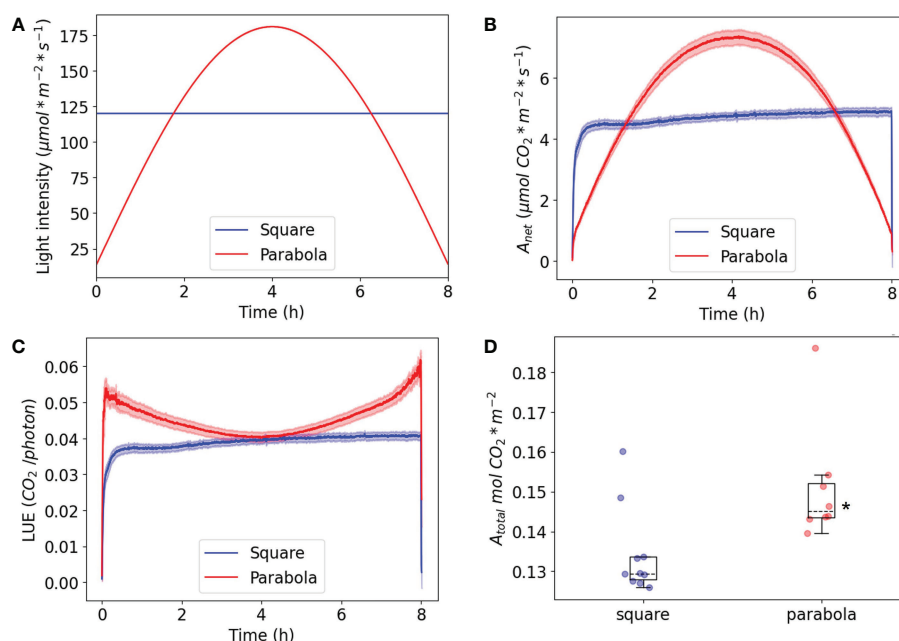 A
Light intensity (µmol * m⁻² * s⁻¹)
175
150
125
100
75
50
25
0 2 4 6 8
Time (h)
Square
Parabola
B
A_net (µmol CO₂ * m⁻² * s⁻¹)
6
4
2
0
0 2 4 6 8
Time (h)
Square
Parabola
C
LUE (CO₂ /photon)
0.06
0.05
0.04
0.03
0.02
0.01
0.00
0 2 4 6 8
Time (h)
Square
Parabola
D
A_total mol CO₂ * m⁻²
0.18
0.17
0.16
0.15
0.14
0.13
*
square parabola